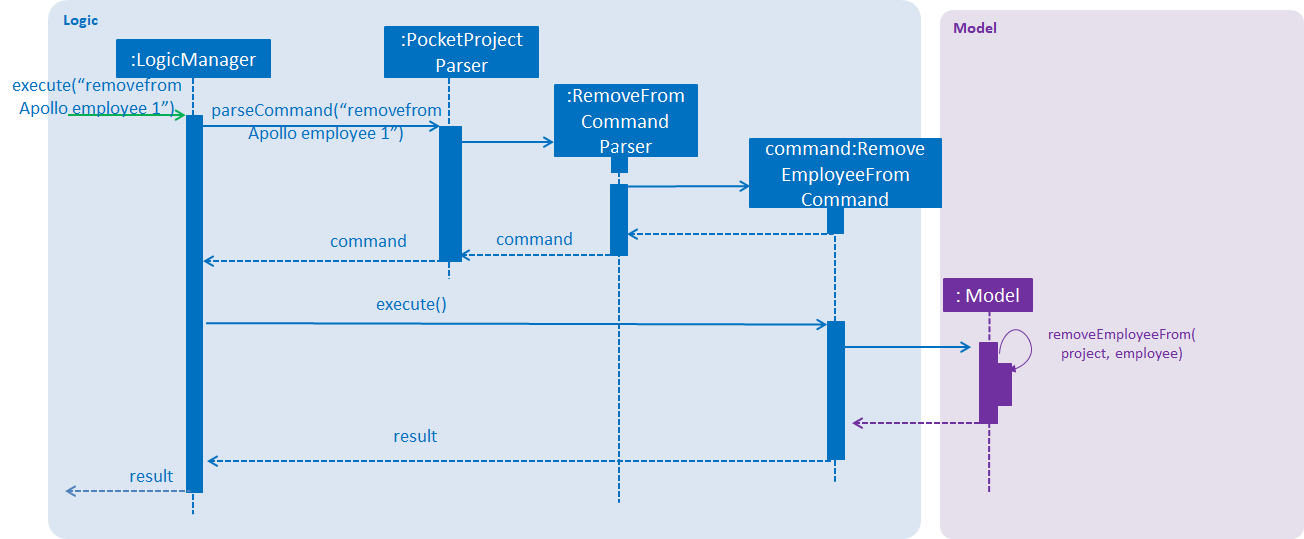 Logic
Model
:LogicManager
:PocketProject
Parser
:RemoveFrom
Command
Parser
command:Remove
EmployeeFrom
Command
execute(“removefrom
Apollo employee 1”)
parseCommand(“removefrom
Apollo employee 1”)
command
command
: Model
execute()
removeEmployeeFrom(
project, employee)
result
result